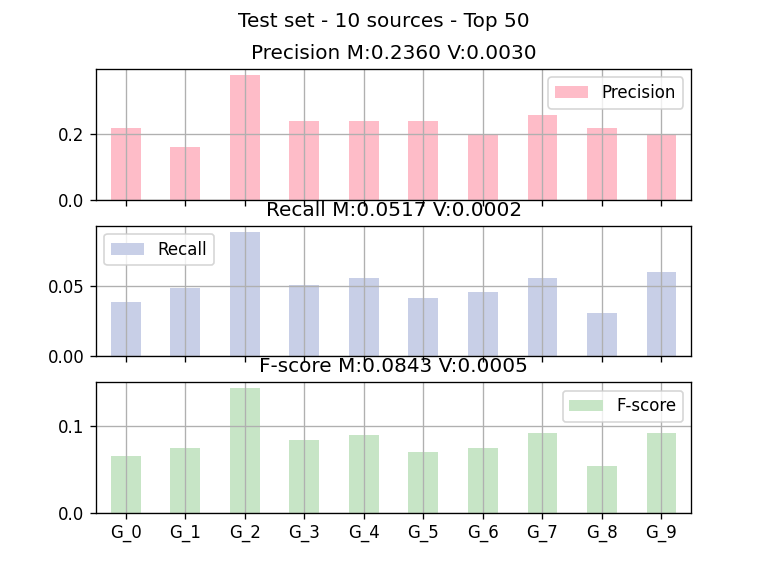 Test set - 10 sources - Top 50
Precision M:0.2360 V:0.0030
Precision
0.2
0.0
Recall M:0.0517 V:0.0002
Recall
0.05
0.00
F-score M:0.0843 V:0.0005
F-score
0.1
0.0
G_0 G_1 G_2 G_3 G_4 G_5 G_6 G_7 G_8 G_9